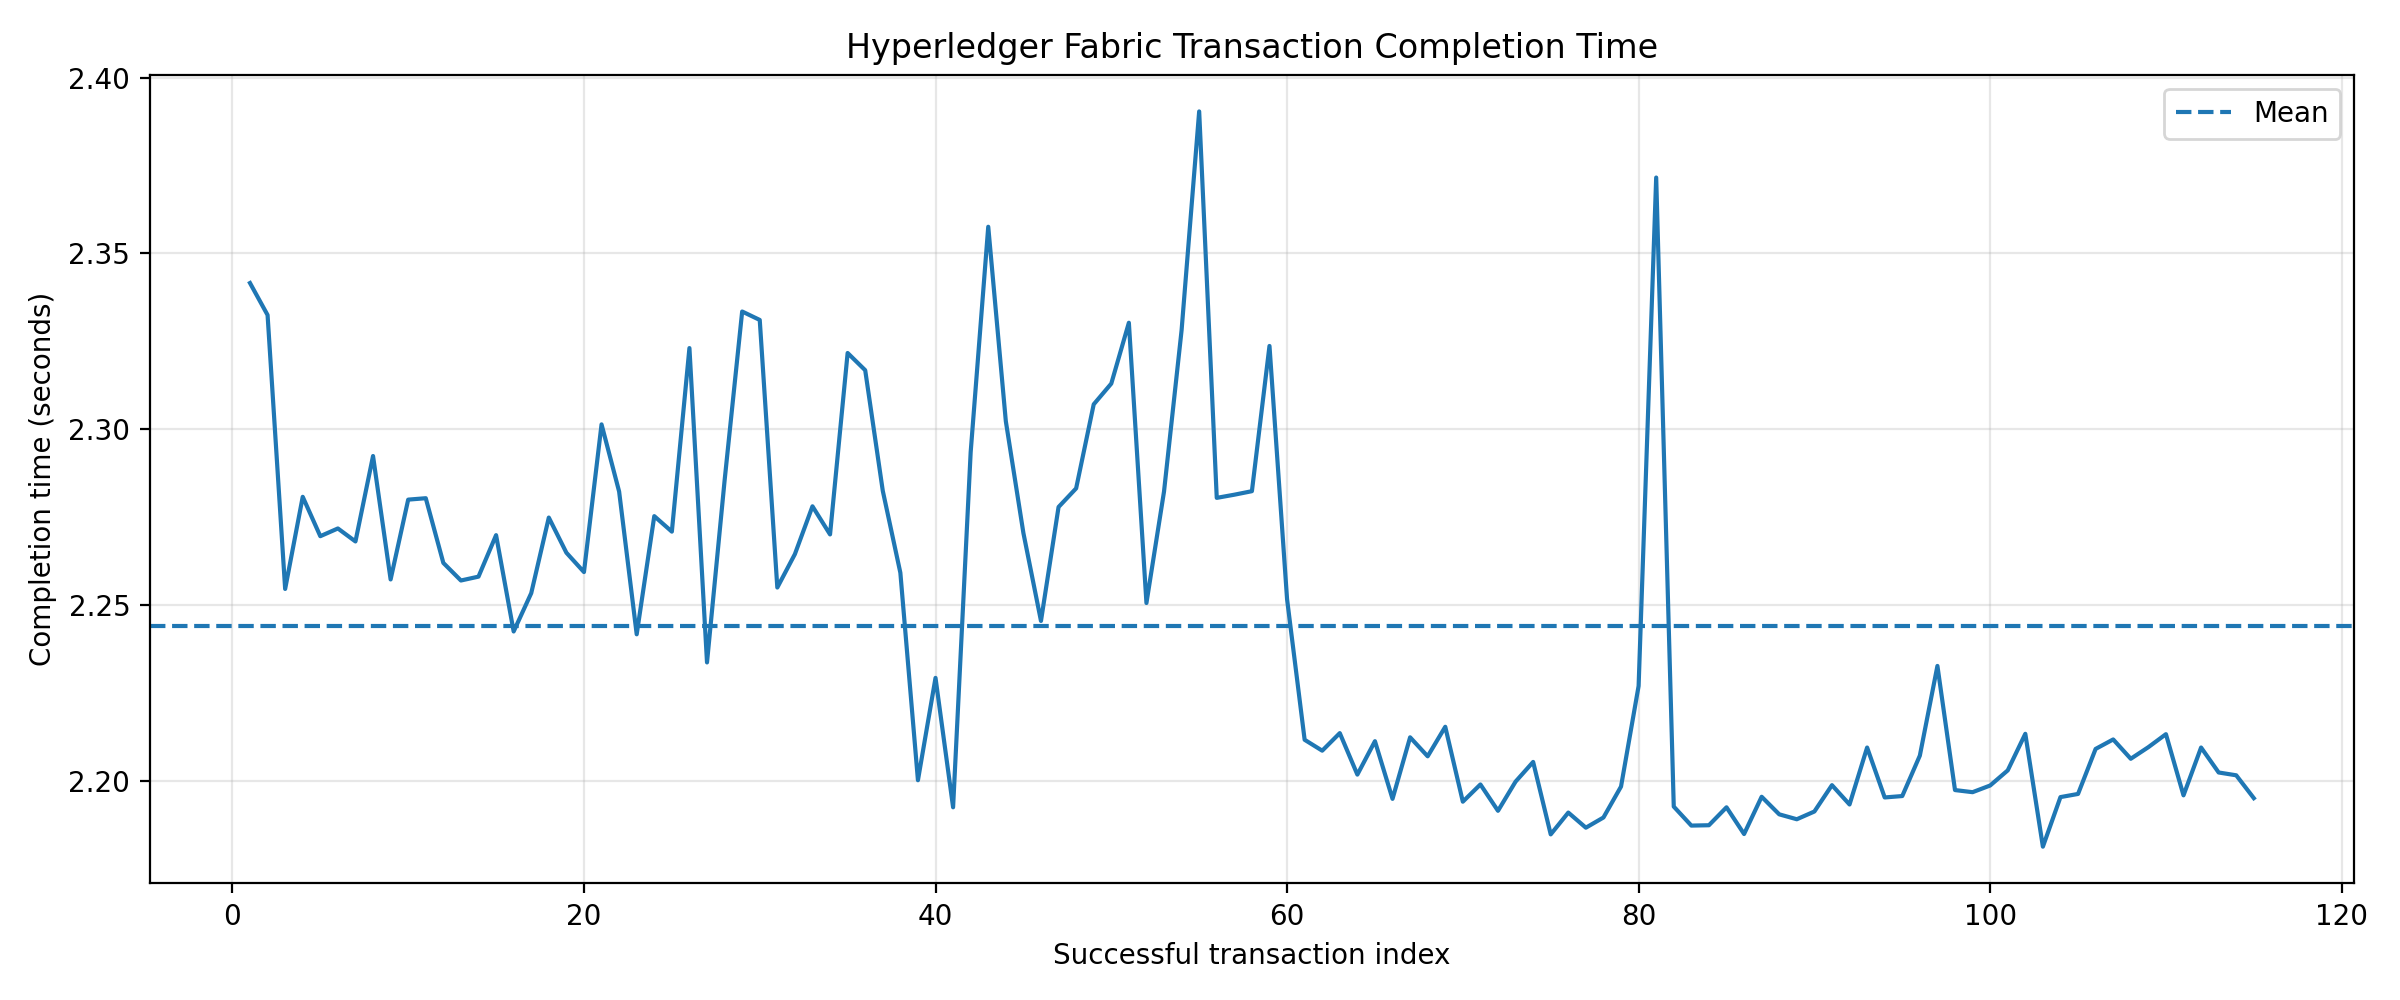 Hyperledger Fabric Transaction Completion Time
Mean
Completion time (seconds)
2.40
2.35
2.30
2.25
2.20
0 20 40 60 80 100 120
Successful transaction index